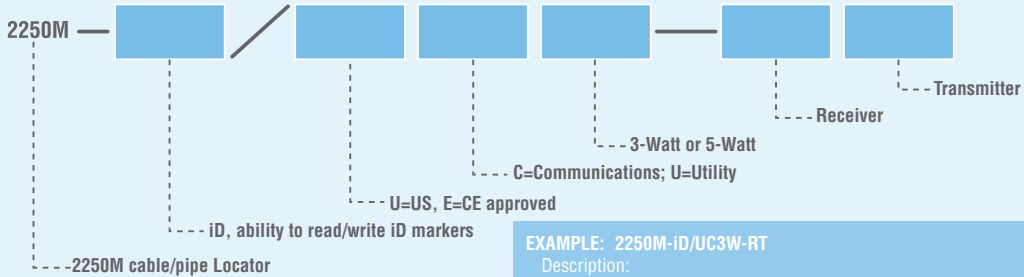 2250M
Transmitter
Receiver
3-Watt or 5-Watt
C=Communications; U=Utility
U=US, E=CE approved
iD, ability to read/write iD markers
2250M cable/pipe Locator
EXAMPLE: 2250M-iD/UC3W-RT
Description: